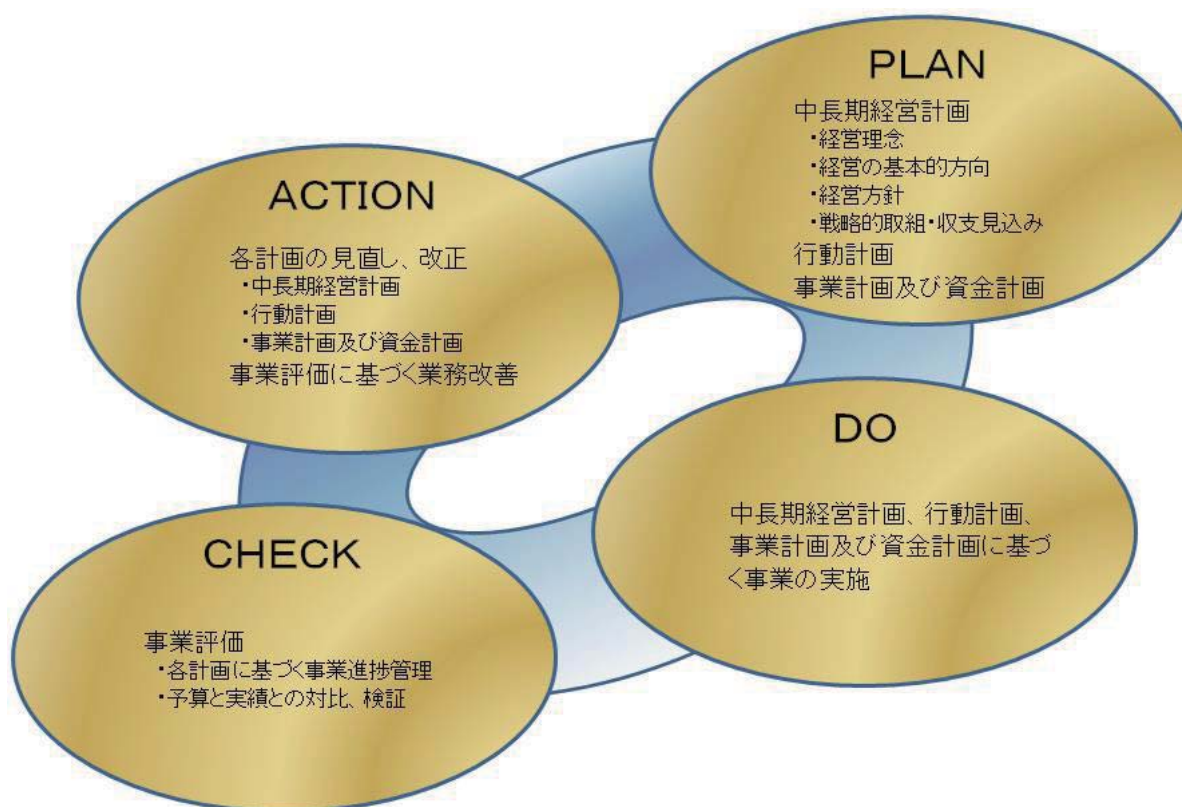 PLAN
中長期経営計画
・経営理念
・経営の基本的方向
・経営方針
・戦略的取組・収支見込み
行動計画
事業計画及び資金計画
DO
中長期経営計画、行動計画、
事業計画及び資金計画に基づ
く事業の実施
CHECK
事業評価
・各計画に基づく事業進捗管理
・予算と実績との対比、検証
ACTION
各計画の見直し、改正
・中長期経営計画
・行動計画
・事業計画及び資金計画
事業評価に基づく業務改善